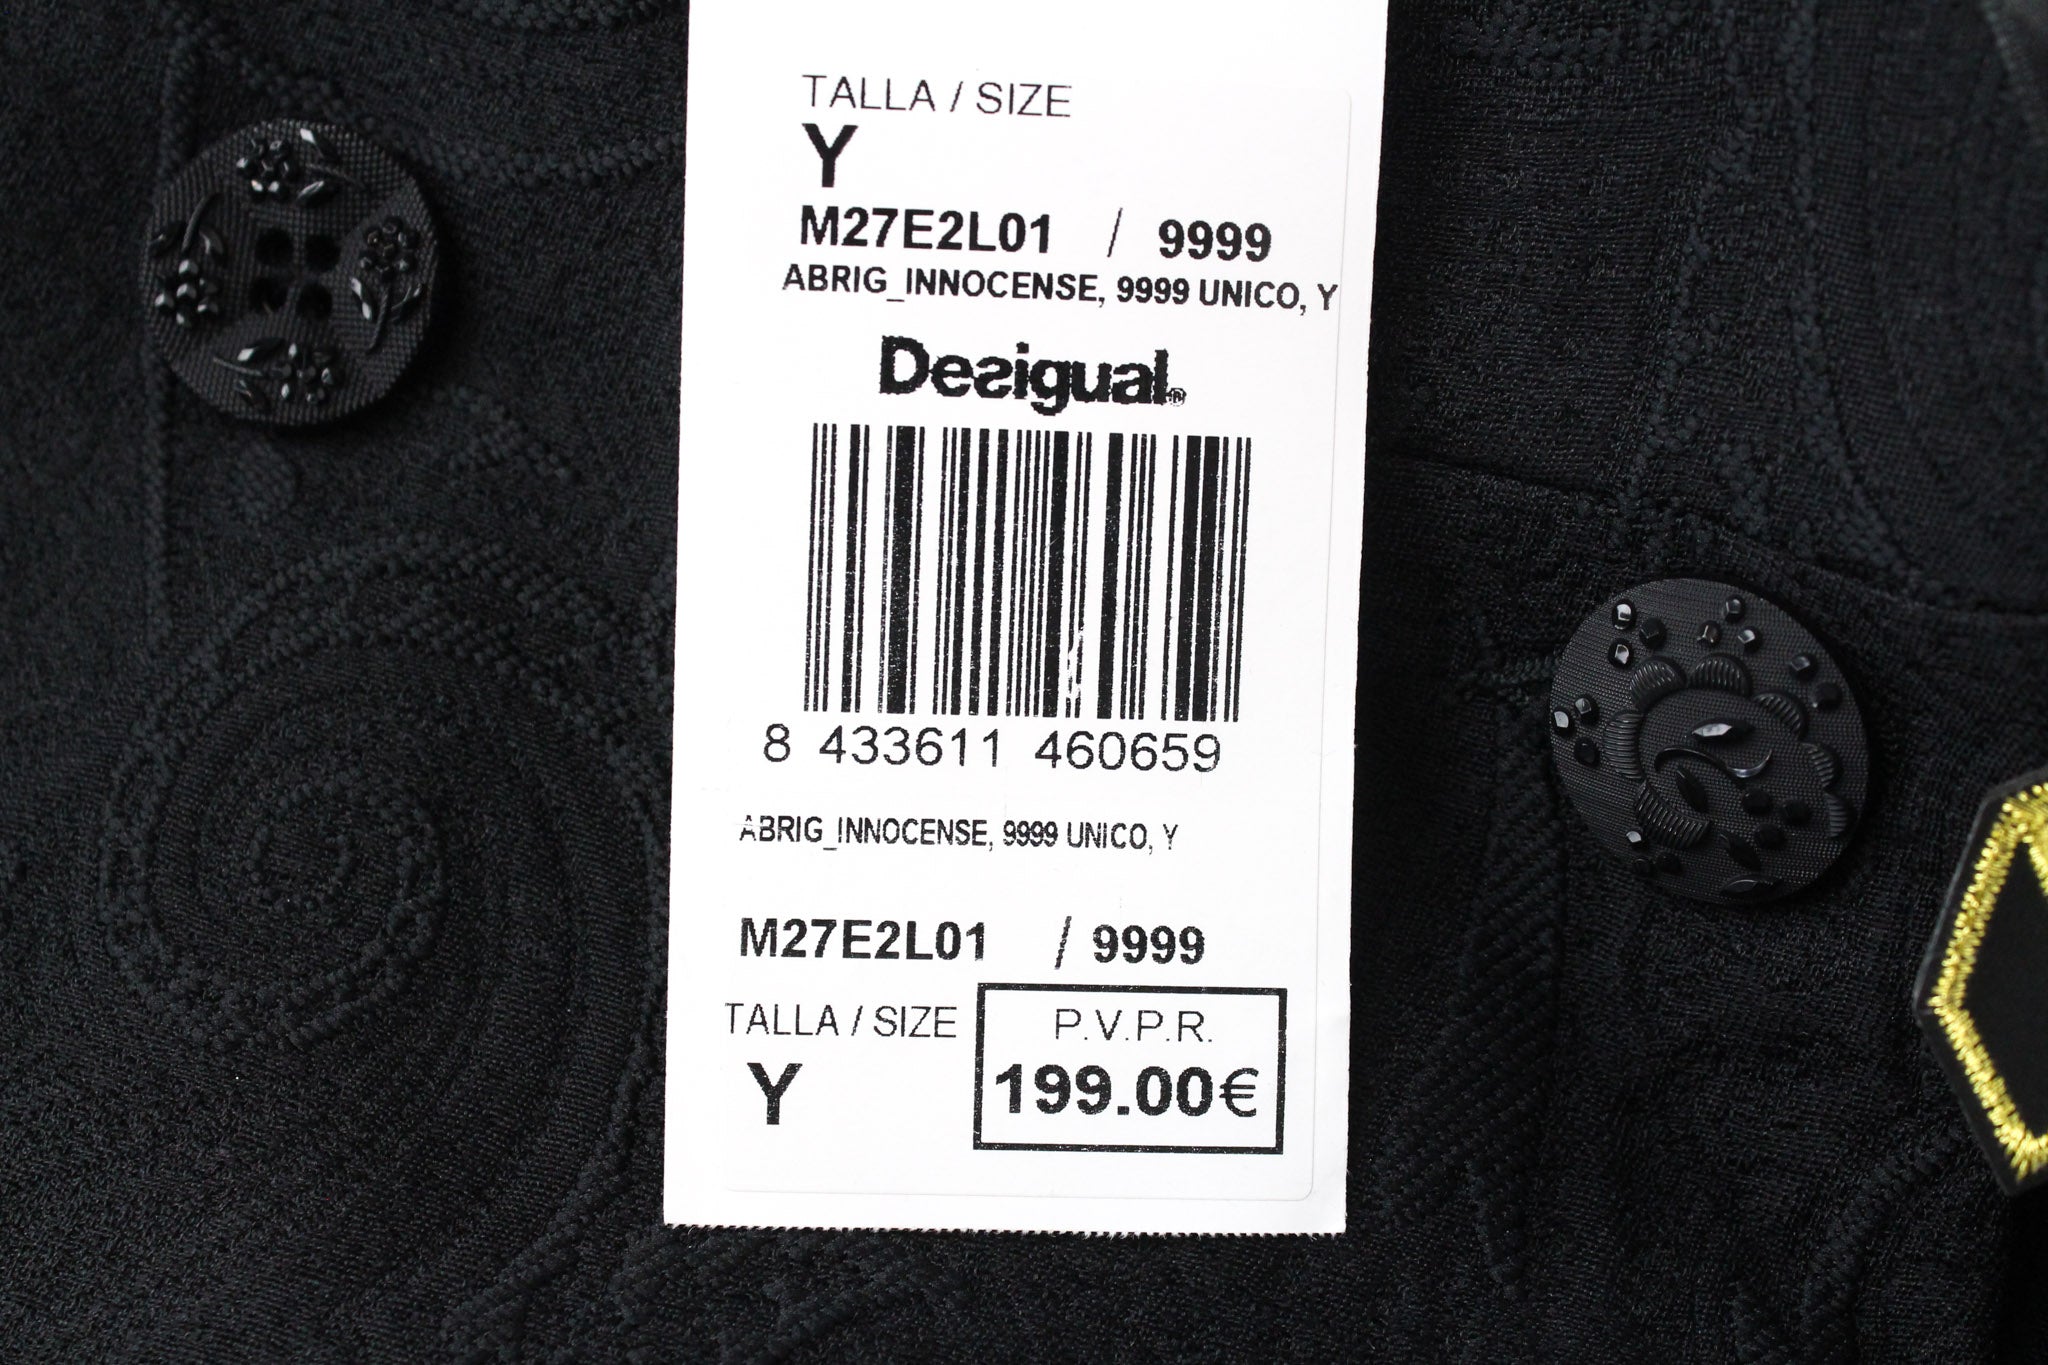 TALLA / SIZE
Y
M27E2L01 / 9999
ABRIG_INNOCENSE, 9999 UNICO, Y
Desigual®
8 433611 460659
ABRIG_INNOCENSE, 9999 UNICO, Y
M27E2L01 / 9999
TALLA / SIZE
Y
P.V.P.R.
199.00€